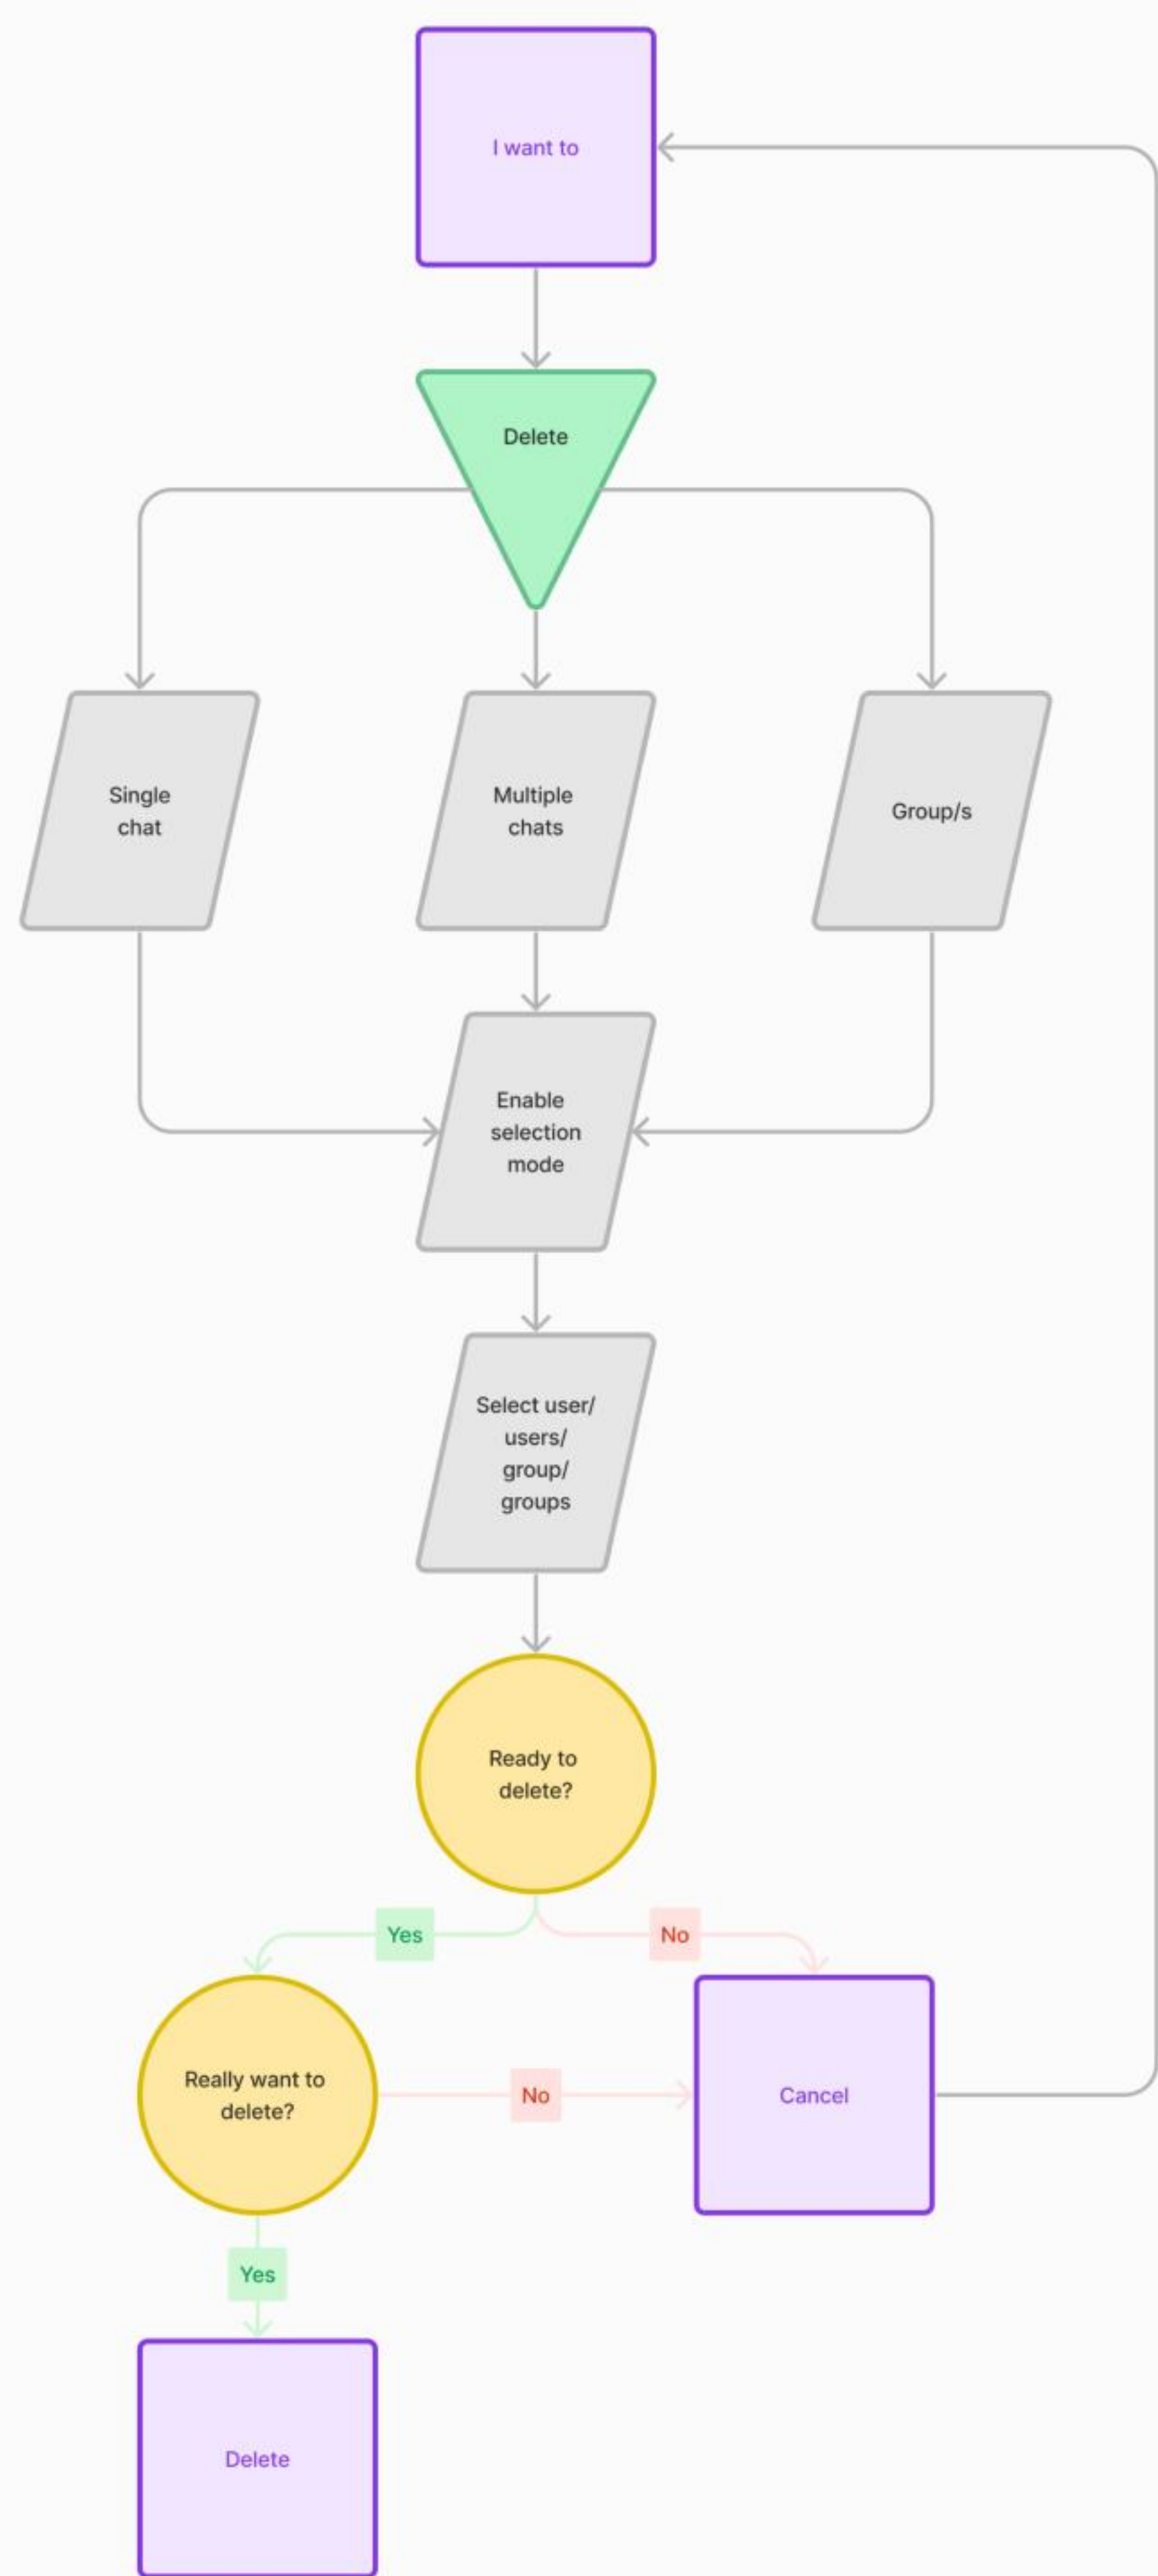 I want to
Delete
Single
chat
Multiple
chats
Group/s
Enable
selection
mode
Select user/
users/
group/
groups
Ready to
delete?
Yes
No
Really want to
delete?
No
Cancel
Yes
Delete